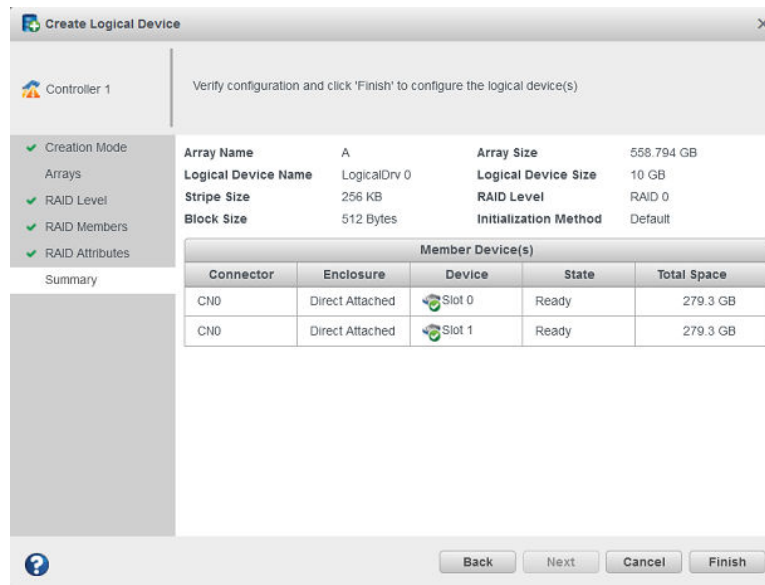 Create Logical Device
Controller 1
Verify configuration and click 'Finish' to configure the logical device(s)
Creation Mode
Arrays
RAID Level
RAID Members
RAID Attributes
Summary
Array Name A Array Size 558.794 GB
Logical Device Name LogicalDrv 0 Logical Device Size 10 GB
Stripe Size 256 KB RAID Level RAID 0
Block Size 512 Bytes Initialization Method Default
Member Device(s)
Connector Enclosure Device State Total Space
CN0 Direct Attached Slot 0 Ready 279.3 GB
CN0 Direct Attached Slot 1 Ready 279.3 GB
Back Next Cancel Finish